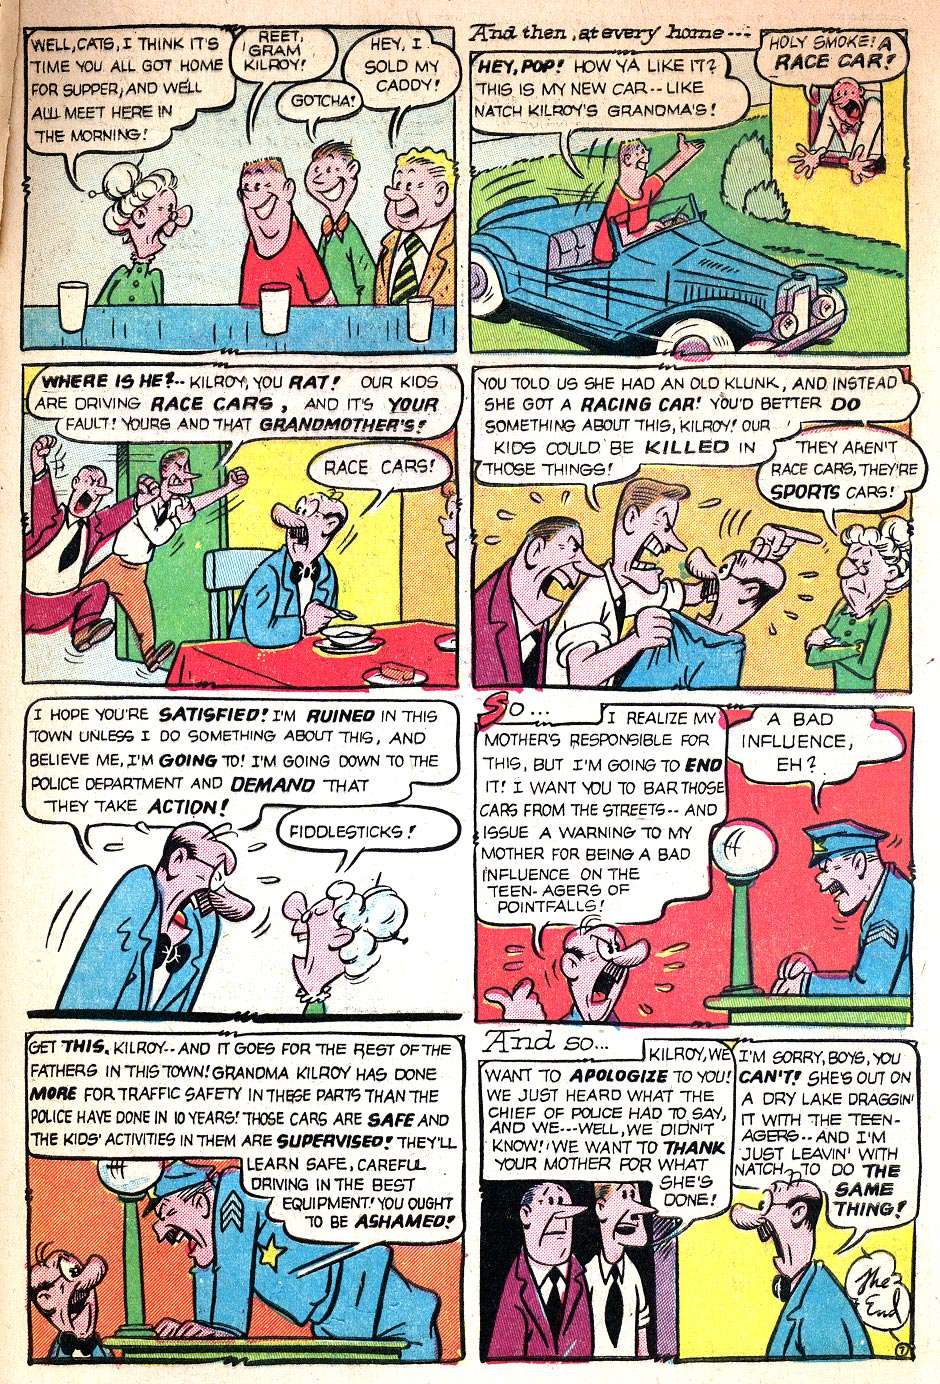 WELL, CATS, I THINK IT'S
TIME YOU ALL GOT HOME
FOR SUPPER, AND WE'LL
ALL MEET HERE IN
THE MORNING!
REET,
GRAM
KILROY!
GOTCHA!
HEY, I
SOLD MY
CADDY!
And then, at every home---
HEY, POP! HOW YA LIKE IT?
THIS IS MY NEW CAR--LIKE
NATCH KILROY'S GRANDMA'S!
HOLY SMOKE! A
RACE CAR!
WHERE IS HE?-- KILROY, YOU RAT! OUR KIDS
ARE DRIVING RACE CARS, AND IT'S YOUR
FAULT! YOURS AND THAT GRANDMOTHER'S!
RACE CARS!
YOU TOLD US SHE HAD AN OLD KLUNK, AND INSTEAD
SHE GOT A RACING CAR! YOU'D BETTER DO
SOMETHING ABOUT THIS, KILROY! OUR
KIDS COULD BE KILLED IN
THOSE THINGS!
THEY AREN'T
RACE CARS, THEY'RE
SPORTS CARS!
I HOPE YOU'RE SATISFIED! I'M RUINED IN THIS
TOWN UNLESS I DO SOMETHING ABOUT THIS, AND
BELIEVE ME, I'M GOING TO! I'M GOING DOWN TO THE
POLICE DEPARTMENT AND DEMAND THAT
THEY TAKE ACTION!
FIDDLESTICKS!
So...
I REALIZE MY
MOTHER'S RESPONSIBLE FOR
THIS, BUT I'M GOING TO END
IT! I WANT YOU TO BAR THOSE
CARS FROM THE STREETS-- AND
ISSUE A WARNING TO MY
MOTHER FOR BEING A BAD
INFLUENCE ON THE
TEEN-AGERS OF
POINTFALLS!
A BAD
INFLUENCE,
EH?
GET THIS, KILROY-- AND IT GOES FOR THE REST OF THE
FATHERS IN THIS TOWN! GRANDMA KILROY HAS DONE
MORE FOR TRAFFIC SAFETY IN THESE PARTS THAN THE
POLICE HAVE DONE IN 10 YEARS! THOSE CARS ARE SAFE AND
THE KIDS' ACTIVITIES IN THEM ARE SUPERVISED! THEY'LL
LEARN SAFE, CAREFUL
DRIVING IN THE BEST
EQUIPMENT! YOU OUGHT
TO BE ASHAMED!
And so...
KILROY, WE
WANT TO APOLOGIZE TO YOU!
WE JUST HEARD WHAT THE
CHIEF OF POLICE HAD TO SAY,
AND WE---WELL, WE DIDN'T
KNOW! WE WANT TO THANK
YOUR MOTHER FOR WHAT
SHE'S
DONE!
I'M SORRY, BOYS, YOU
CAN'T! SHE'S OUT ON
A DRY LAKE DRAGGIN'
IT WITH THE TEEN-
AGERS--AND I'M
JUST LEAVIN' WITH
NATCH, TO DO THE
SAME
THING!
The
End
7